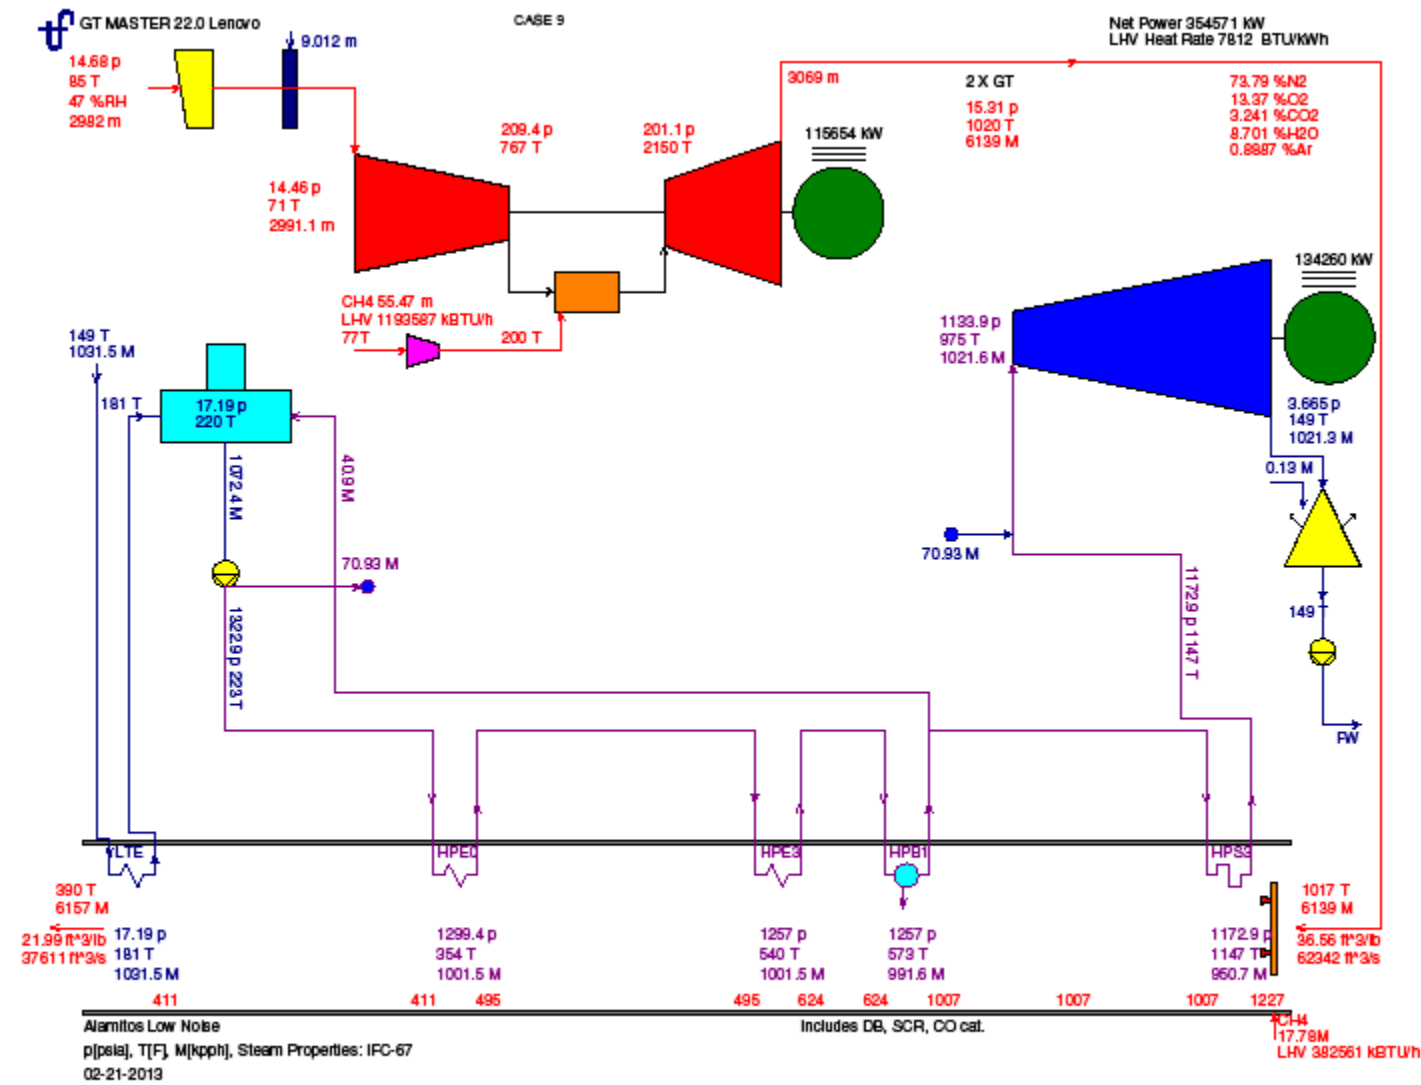 GT MASTER 22.0 Lenovo
CASE 9
Net Power 354571 kW
LHV Heat Rate 7812 BTU/kWh
14.68 p
85 T
47 %RH
2982 m
9.012 m
3069 m
2 X GT
15.31 p
1020 T
6139 M
73.79 %N2
13.37 %O2
3.241 %CO2
8.701 %H2O
0.8887 %Ar
209.4 p
767 T
201.1 p
2150 T
115654 kW
14.46 p
71 T
2991.1 m
CH4 55.47 m
LHV 1193587 kBTU/h
77T
200 T
134260 kW
1133.9 p
975 T
1021.6 M
149 T
1031.5 M
181 T
17.19 p
220 T
3.665 p
149 T
1021.3 M
0.13 M
1072.4 M
40.9 M
70.93 M
70.93 M
1322.9 p 223 T
1172.9 p 1147 T
149 T
FW
LTE
HPE0
HPE3
HPB1
HPS3
390 T
6157 M
21.99 ft^3/lb
37611 ft^3/s
17.19 p
181 T
1031.5 M
1299.4 p
354 T
1001.5 M
1257 p
540 T
1001.5 M
1257 p
573 T
991.6 M
1172.9 p
1147 T
950.7 M
1017 T
6139 M
36.56 ft^3/lb
62342 ft^3/s
411 411 495 495 624 624 1007 1007 1007 1227
Alamitos Low Noise
Includes DB, SCR, CO cat.
CH4
17.78M
LHV 382561 kBTU/h
p[psia], T[F], M[kpph], Steam Properties: IFC-67
02-21-2013